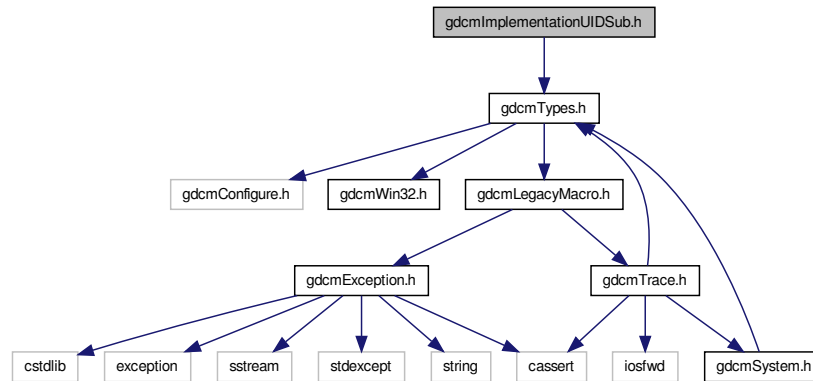 gdcmImplementationUIDSub.h
gdcmTypes.h
gdcmConfigure.h
gdcmWin32.h
gdcmLegacyMacro.h
gdcmException.h
gdcmTrace.h
cstdlib
exception
sstream
stdexcept
string
cassert
iosfwd
gdcmSystem.h